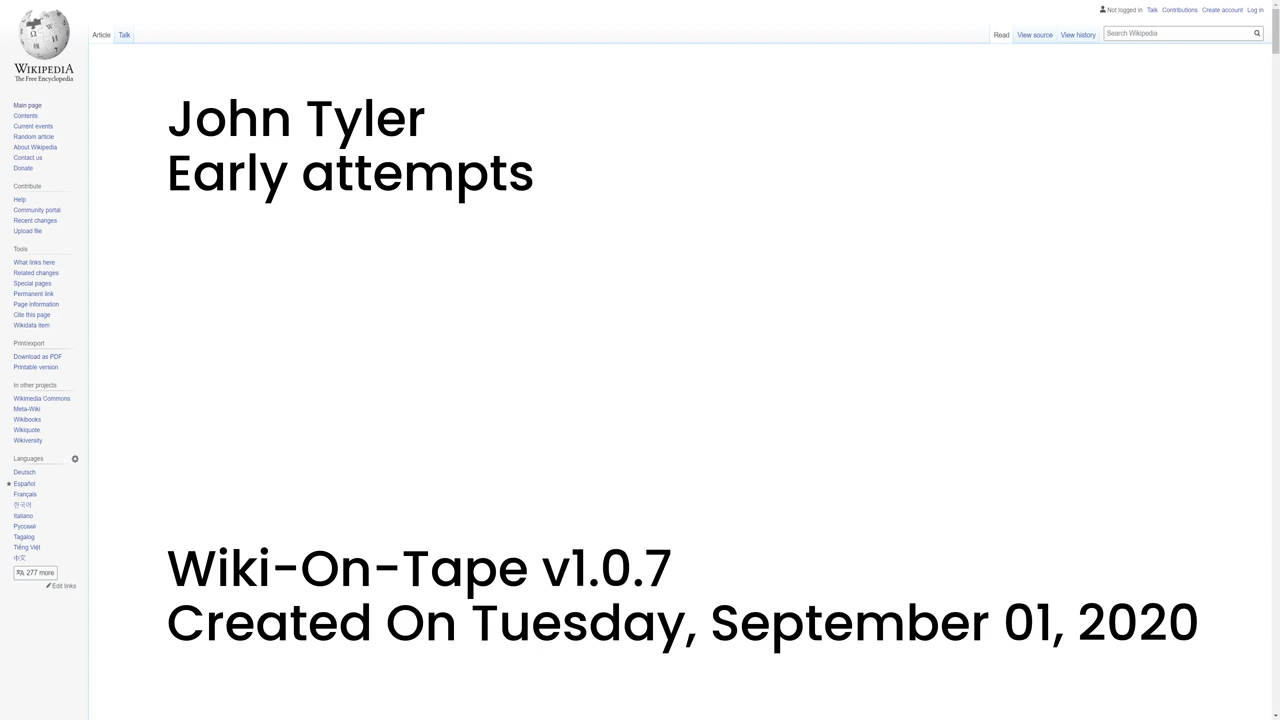 Not logged in Talk Contributions Create account Log in
Article Talk Read View source View history Search Wikipedia
WIKIPEDIA
The Free Encyclopedia
Main page
Contents
Current events
Random article
About Wikipedia
Contact us
Donate
Contribute
Help
Community portal
Recent changes
Upload file
Tools
What links here
Related changes
Special pages
Permanent link
Page information
Cite this page
Wikidata item
Print/export
Download as PDF
Printable version
In other projects
Wikimedia Commons
Meta-Wiki
Wikibooks
Wikiquote
Wikiversity
Languages
Deutsch
Español
Français
한국어
Italiano
Русский
Tagalog
Tiếng Việt
中文
277 more
Edit links
John Tyler
Early attempts
Wiki-On-Tape v1.0.7
Created On Tuesday, September 01, 2020